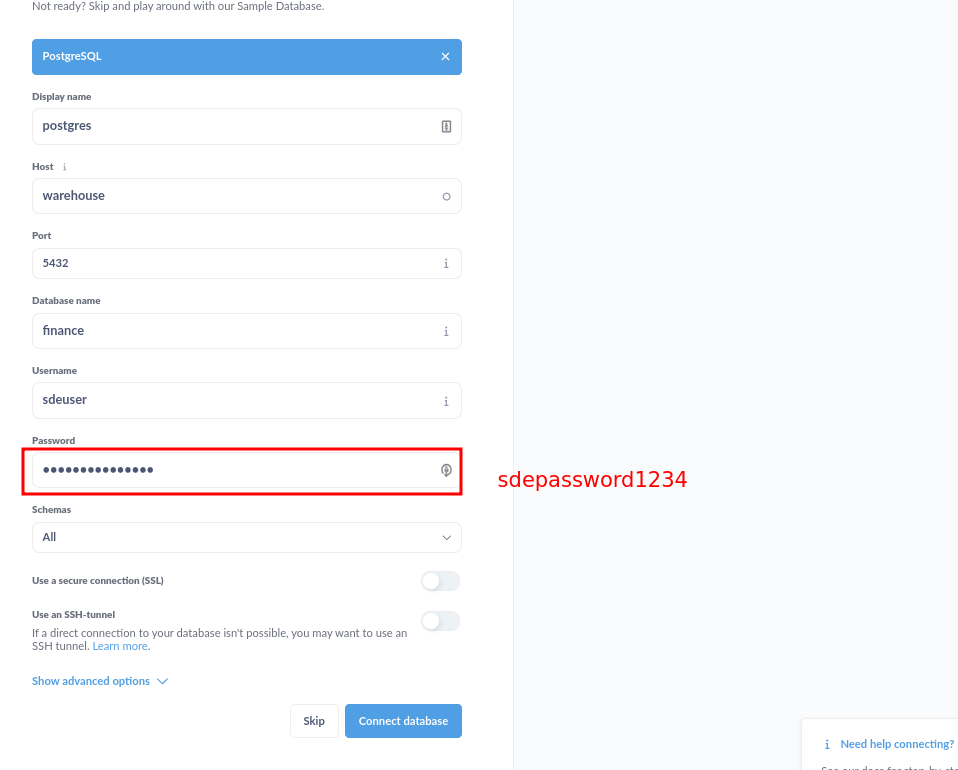 Not ready? Skip and play around with our Sample Database.
PostgreSQL
Display name
postgres
Host
warehouse
Port
5432
Database name
finance
Username
sdeuser
Password
•••••••••••••••
sdepassword1234
Schemas
All
Use a secure connection (SSL)
Use an SSH-tunnel
If a direct connection to your database isn't possible, you may want to use an
SSH tunnel. Learn more.
Show advanced options
Skip
Connect database
Need help connecting?